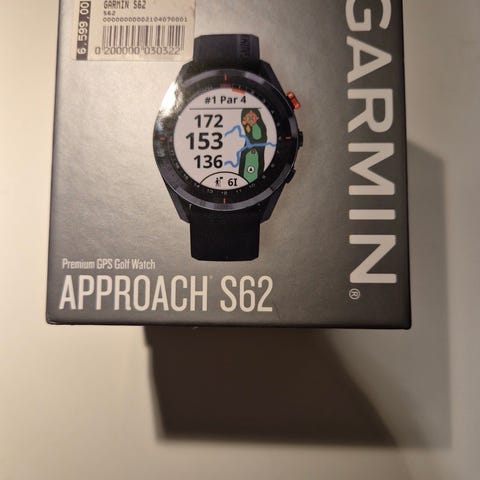 6.599.00
GARMIN S62
S62
0000000002104070001
0 200000 030322
GARMIN®
#1 Par 4
172
153
136
6I
Premium GPS Golf Watch
APPROACH® S62